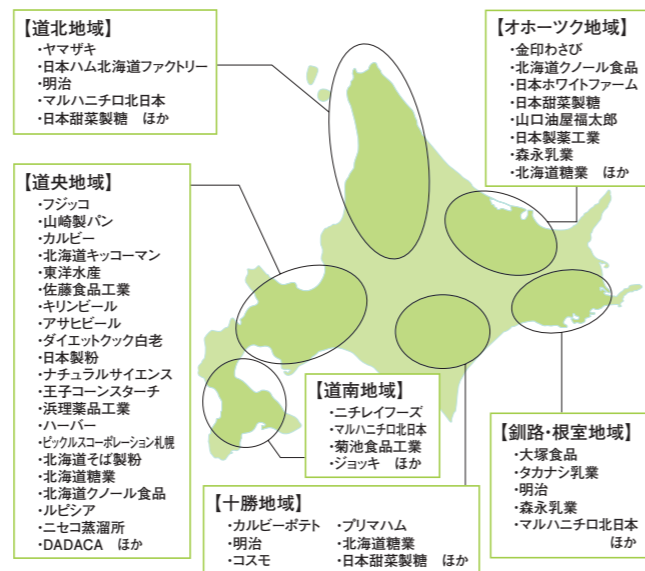 【道北地域】
・ヤマザキ
・日本ハム北海道ファクトリー
・明治
・マルハニチロ北日本
・日本甜菜製糖 ほか
【オホーツク地域】
・金印わさび
・北海道クノール食品
・日本ホワイトファーム
・日本甜菜製糖
・山口油屋福太郎
・日本製薬工業
・森永乳業
・北海道糖業 ほか
【道央地域】
・フジッコ
・山崎製パン
・カルビー
・北海道キッコーマン
・東洋水産
・佐藤食品工業
・キリンビール
・アサヒビール
・ダイエットクック白老
・日本製粉
・ナチュラルサイエンス
・王子コーンスターチ
・浜理薬品工業
・ハーバー
・ピックルスコーポレーション札幌
・北海道そば製粉
・北海道糖業
・北海道クノール食品
・ルピシア
・ニセコ蒸溜所
・DADACA ほか
【道南地域】
・ニチレイフーズ
・マルハニチロ北日本
・菊池食品工業
・ジョッキ ほか
【十勝地域】
・カルビーポテト ・プリマハム
・明治 ・北海道糖業
・コスモ ・日本甜菜製糖 ほか
【釧路・根室地域】
・大塚食品
・タカナシ乳業
・明治
・森永乳業
・マルハニチロ北日本
ほか